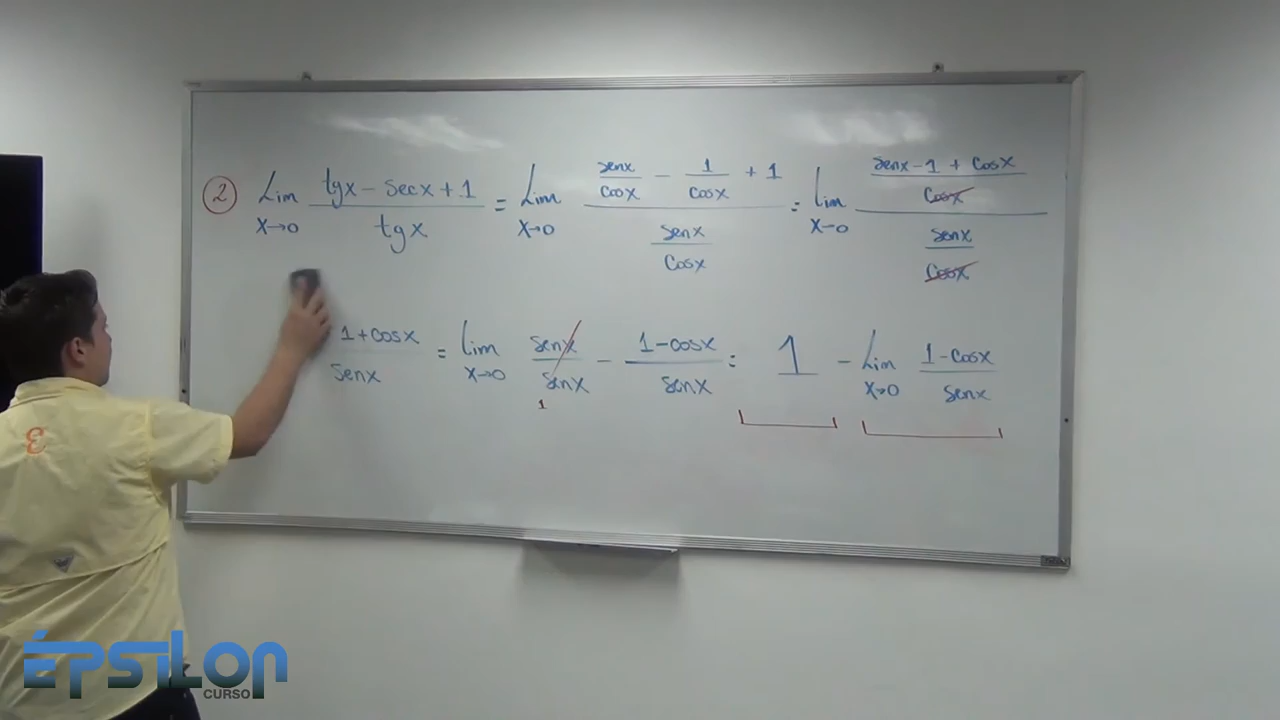 ② Lim x→0 (tgx - secx + 1)/(tgx) = Lim x→0 (senx/cosx - 1/cosx + 1)/(senx/cosx) = Lim x→0 ((senx - 1 + cosx)/cosx)/(senx/cosx)
(1 + cosx)/(senx) = Lim x→0 senx/senx - (1 - cosx)/senx = 1 - Lim x→0 (1 - cosx)/senx
1
ε
ÉPSILON
CURSO